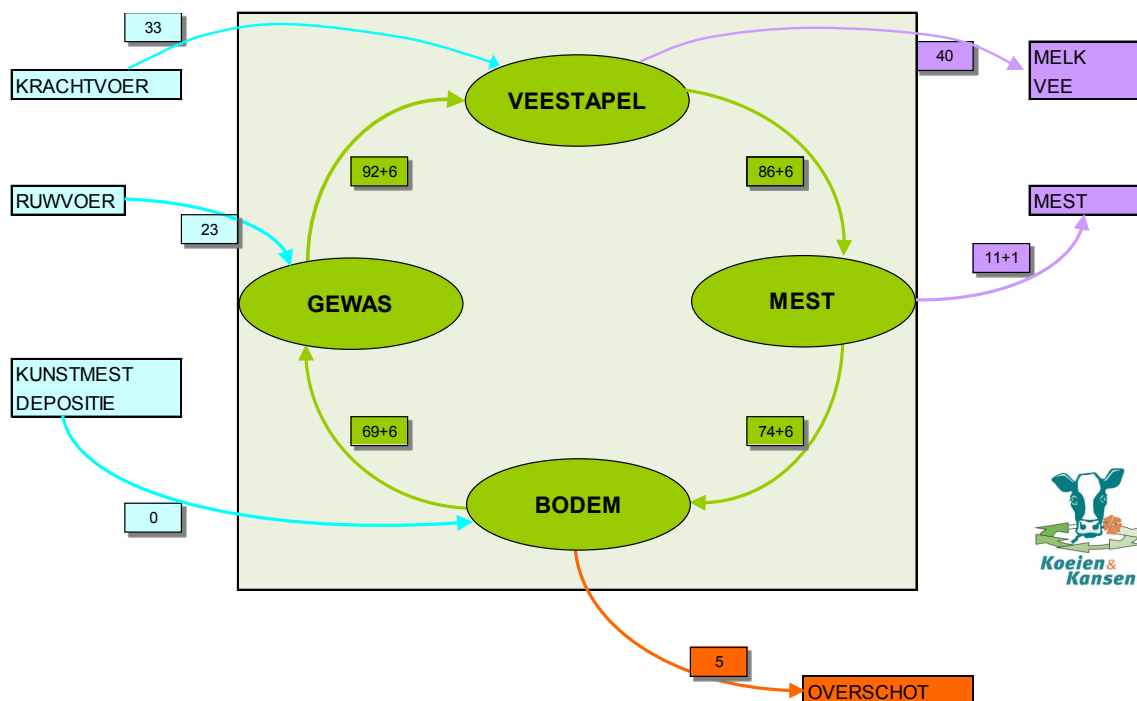 33
40
KRACHTVOER
MELK
VEE
VEESTAPEL
92+6
86+6
RUWVOER
MEST
23
11+1
GEWAS
MEST
KUNSTMEST
DEPOSITIE
69+6
74+6
0
BODEM
Koeien &
Kansen
5
OVERSCHOT